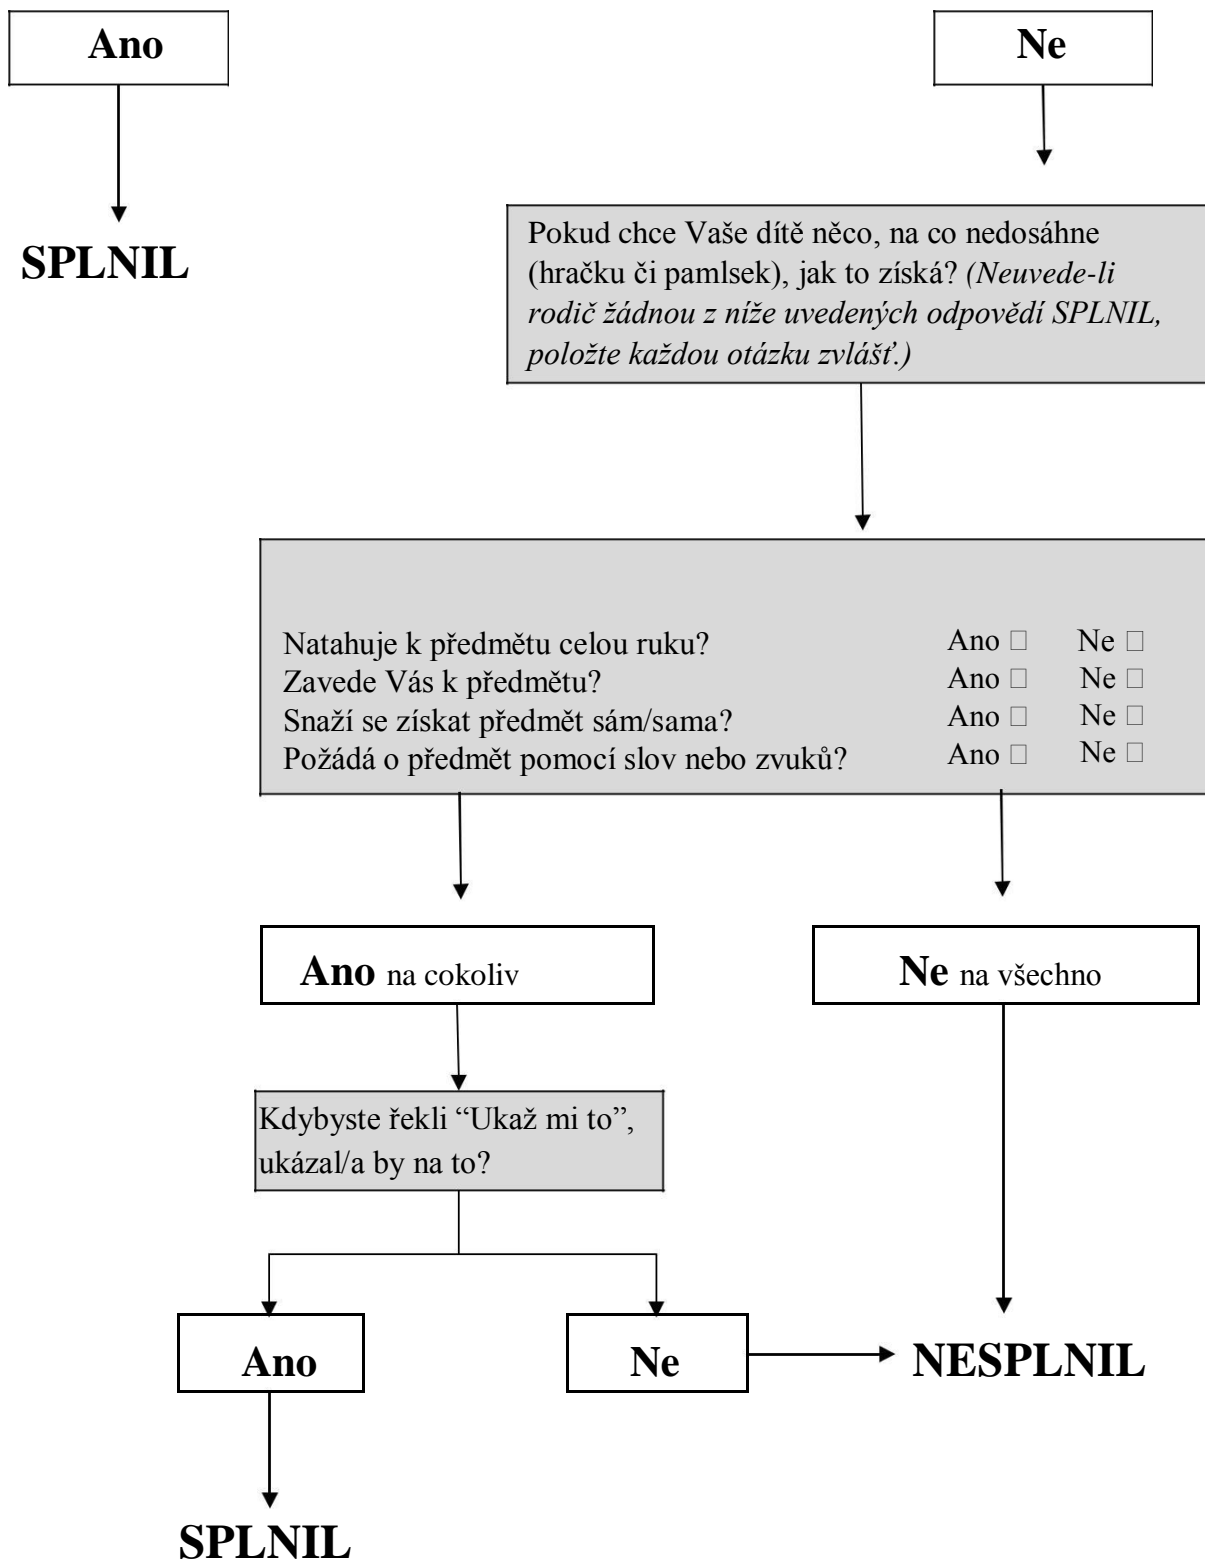 Ano
Ne
SPLNIL
Pokud chce Vaše dítě něco, na co nedosáhne
(hračku či pamlsek), jak to získá? (Neuvede-li
rodič žádnou z níže uvedených odpovědí SPLNIL,
položte každou otázku zvlášť.)
Natahuje k předmětu celou ruku? Ano □ Ne □
Zavede Vás k předmětu? Ano □ Ne □
Snaží se získat předmět sám/sama? Ano □ Ne □
Požádá o předmět pomocí slov nebo zvuků? Ano □ Ne □
Ano na cokoliv
Ne na všechno
Kdybyste řekli “Ukaž mi to”,
ukázal/a by na to?
Ano
Ne
NESPLNIL
SPLNIL